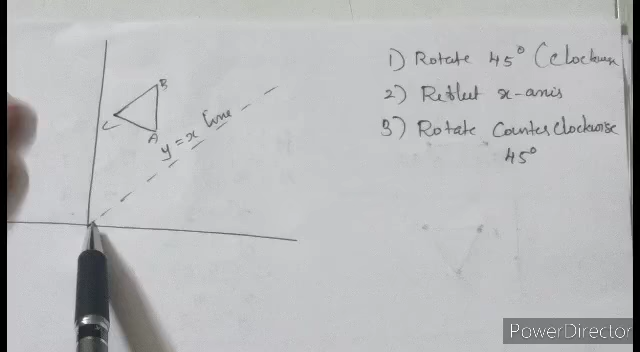 1) Rotate 45° (Clockwise
2) Reflect x-axis
3) Rotate Counter Clockwise
45°
B
C
A
y = x line
PowerDirector